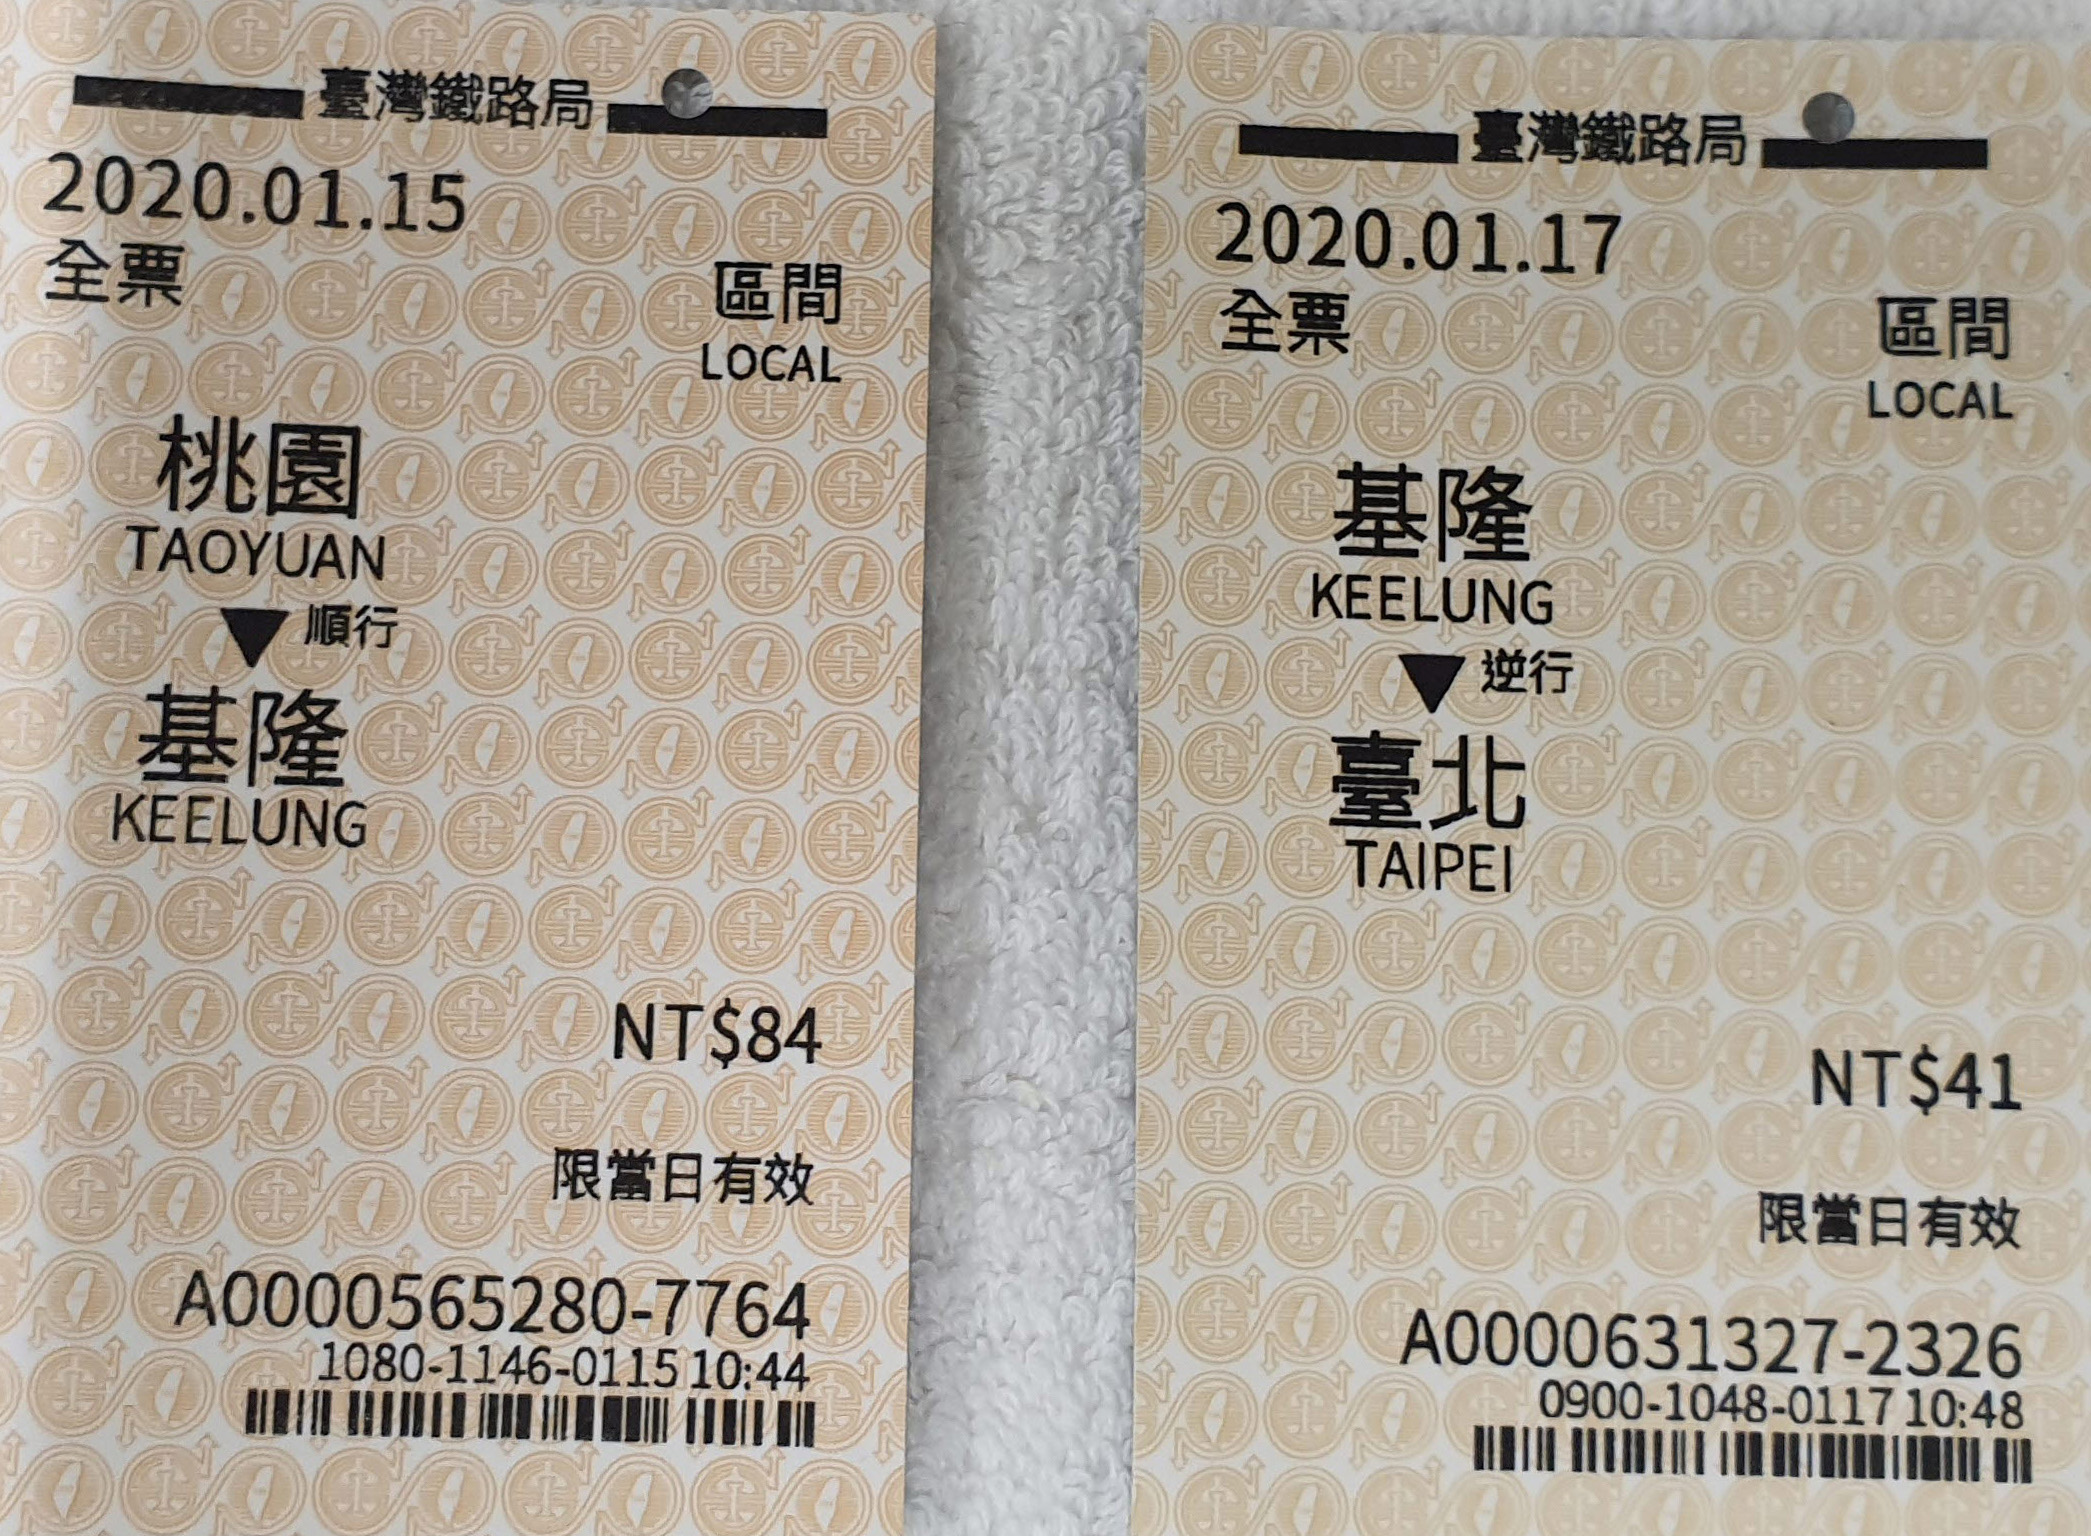 臺灣鐵路局
2020.01.15
全票
區間
LOCAL
桃園
TAOYUAN
▼順行
基隆
KEELUNG
NT$84
限當日有效
A0000565280-7764
1080-1146-0115 10:44
臺灣鐵路局
2020.01.17
全票
區間
LOCAL
基隆
KEELUNG
▼逆行
臺北
TAIPEI
NT$41
限當日有效
A0000631327-2326
0900-1048-0117 10:48